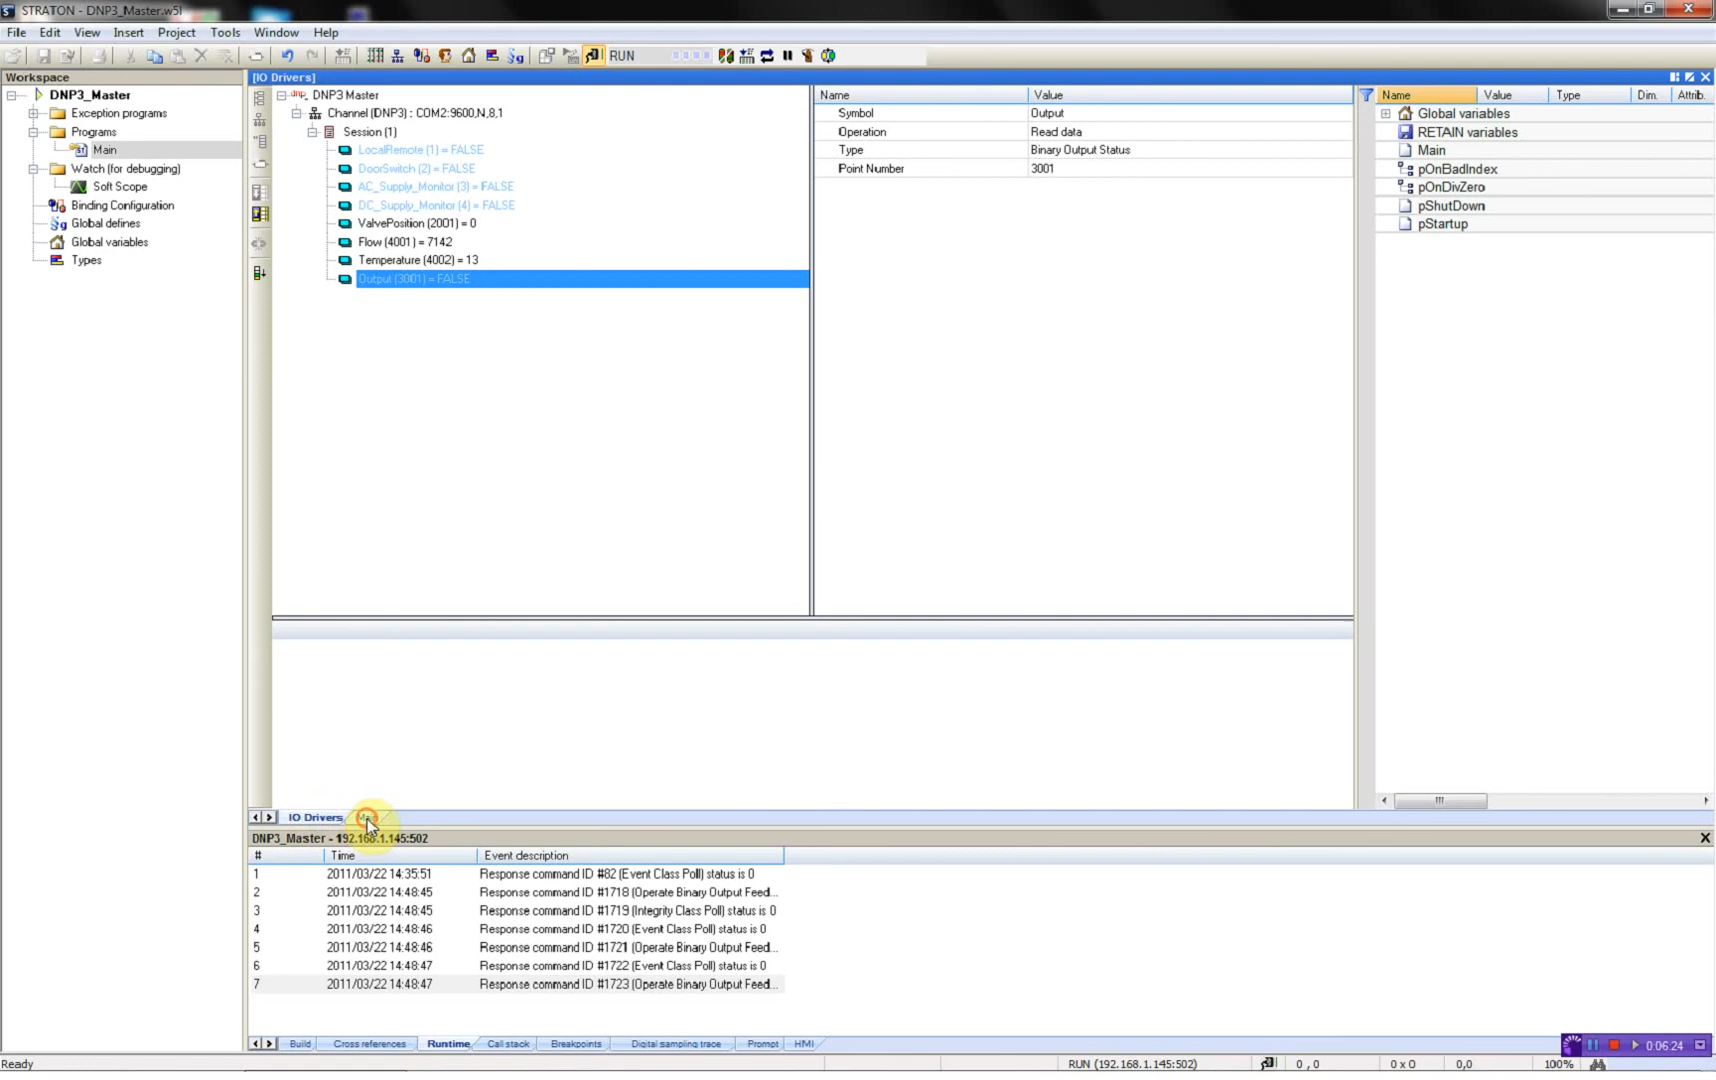 STRATON - DNP3_Master.w5l
File Edit View Insert Project Tools Window Help
RUN
Workspace
DNP3_Master
Exception programs
Programs
Main
Watch (for debugging)
Soft Scope
Binding Configuration
Global defines
Global variables
Types
[IO Drivers]
DNP3 Master
Channel (DNP3) : COM2:9600,N,8,1
Session (1)
LocalRemote (1) = FALSE
DoorSwitch (2) = FALSE
AC_Supply_Monitor (3) = FALSE
DC_Supply_Monitor (4) = FALSE
ValvePosition (2001) = 0
Flow (4001) = 7142
Temperature (4002) = 13
Output (3001) = FALSE
Name Value
Symbol Output
Operation Read data
Type Binary Output Status
Point Number 3001
Name Value Type Dim. Attrib.
Global variables
RETAIN variables
Main
pOnBadIndex
pOnDivZero
pShutDown
pStartup
IO Drivers
DNP3_Master - 192.168.1.145:502
# Time Event description
1 2011/03/22 14:35:51 Response command ID #82 (Event Class Poll) status is 0
2 2011/03/22 14:48:45 Response command ID #1718 (Operate Binary Output Feed...
3 2011/03/22 14:48:45 Response command ID #1719 (Integrity Class Poll) status is 0
4 2011/03/22 14:48:46 Response command ID #1720 (Event Class Poll) status is 0
5 2011/03/22 14:48:46 Response command ID #1721 (Operate Binary Output Feed...
6 2011/03/22 14:48:47 Response command ID #1722 (Event Class Poll) status is 0
7 2011/03/22 14:48:47 Response command ID #1723 (Operate Binary Output Feed...
Build Cross references Runtime Call stack Breakpoints Digital sampling trace Prompt HMI
0:06:24
Ready RUN (192.168.1.145:502) 0 , 0 0 x 0 0,0 100%